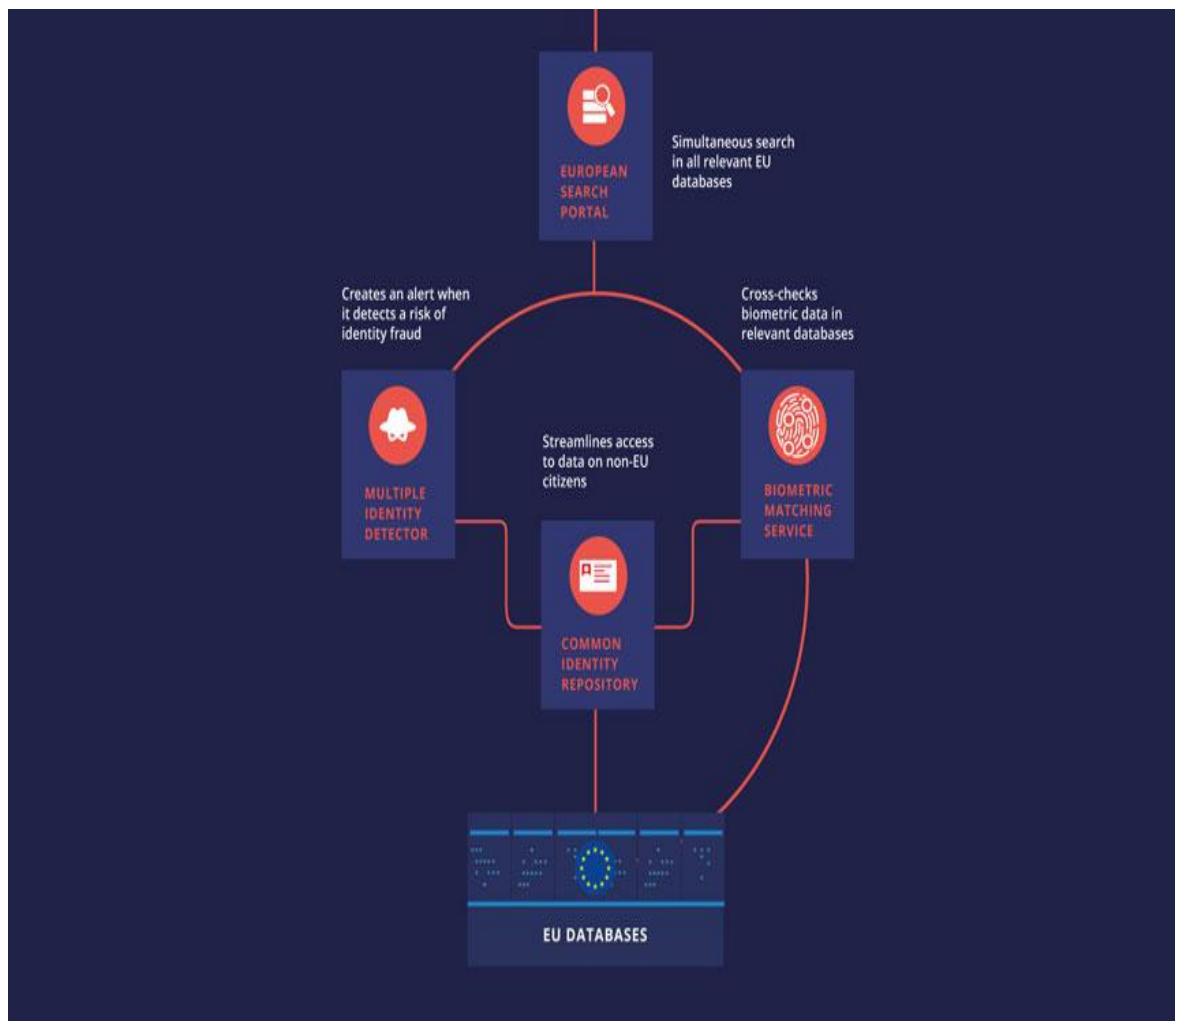 EUROPEAN
SEARCH
PORTAL
Simultaneous search
in all relevant EU
databases
Creates an alert when
it detects a risk of
identity fraud
Cross-checks
biometric data in
relevant databases
MULTIPLE
IDENTITY
DETECTOR
Streamlines access
to data on non-EU
citizens
BIOMETRIC
MATCHING
SERVICE
COMMON
IDENTITY
REPOSITORY
EU DATABASES